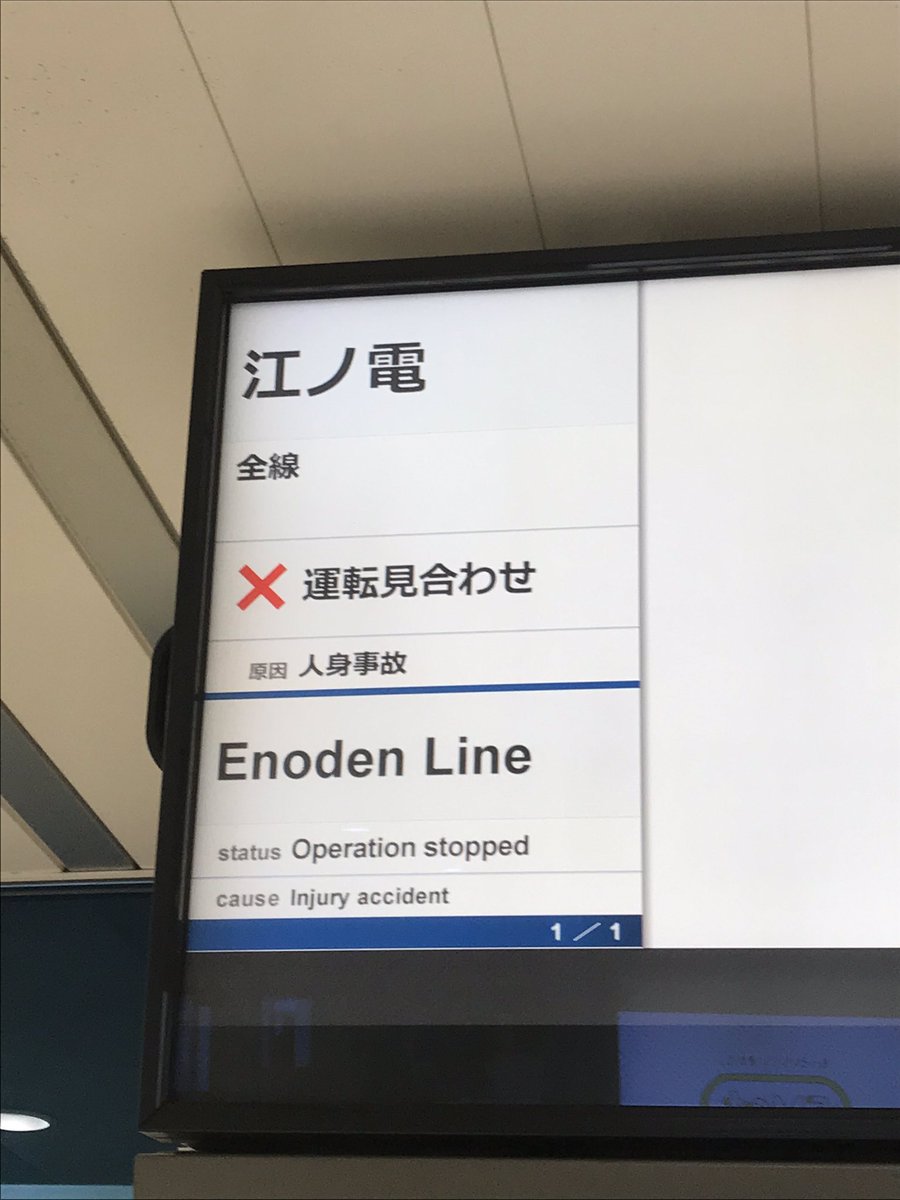 江ノ電
全線
❌ 運転見合わせ
原因 人身事故
Enoden Line
status Operation stopped
cause Injury accident
1/1